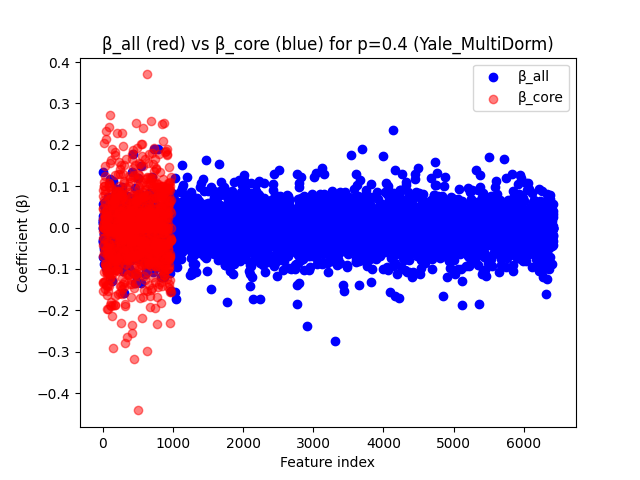 β_all (red) vs β_core (blue) for p=0.4 (Yale_MultiDorm)
β_all
β_core
Coefficient (β)
0.4
0.3
0.2
0.1
0.0
−0.1
−0.2
−0.3
−0.4
0 1000 2000 3000 4000 5000 6000
Feature index